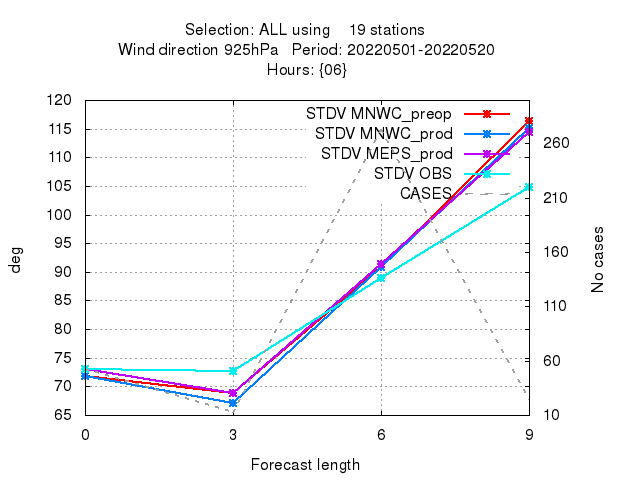 Selection: ALL using    19 stations
Wind direction 925hPa   Period: 20220501-20220520
Hours: {06}
STDV MNWC_preop
STDV MNWC_prod
STDV MEPS_prod
STDV OBS
CASES
120
115
110
105
100
95
90
85
80
75
70
65
260
210
160
110
60
10
deg
No cases
0 3 6 9
Forecast length